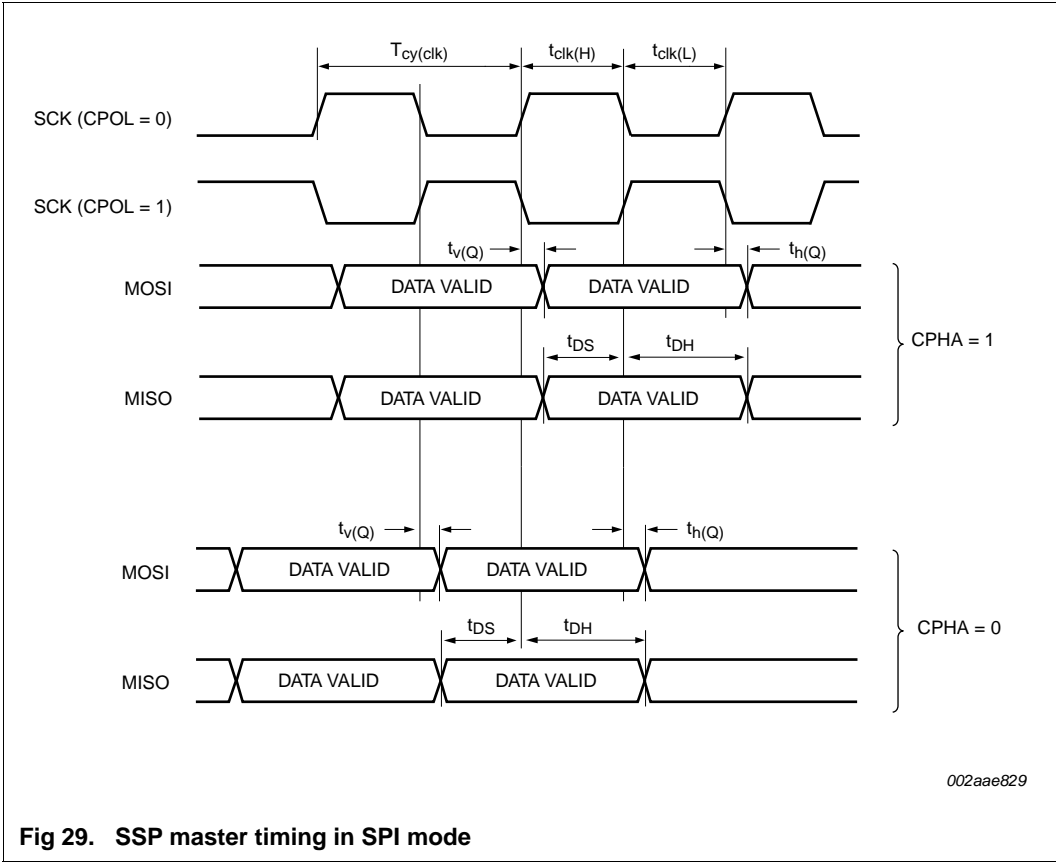 Tcy(clk) tclk(H) tclk(L)
SCK (CPOL = 0)
SCK (CPOL = 1)
tv(Q) th(Q)
MOSI DATA VALID DATA VALID
tDS tDH
CPHA = 1
MISO DATA VALID DATA VALID
tv(Q) th(Q)
MOSI DATA VALID DATA VALID
tDS tDH
CPHA = 0
MISO DATA VALID DATA VALID
002aae829
Fig 29. SSP master timing in SPI mode